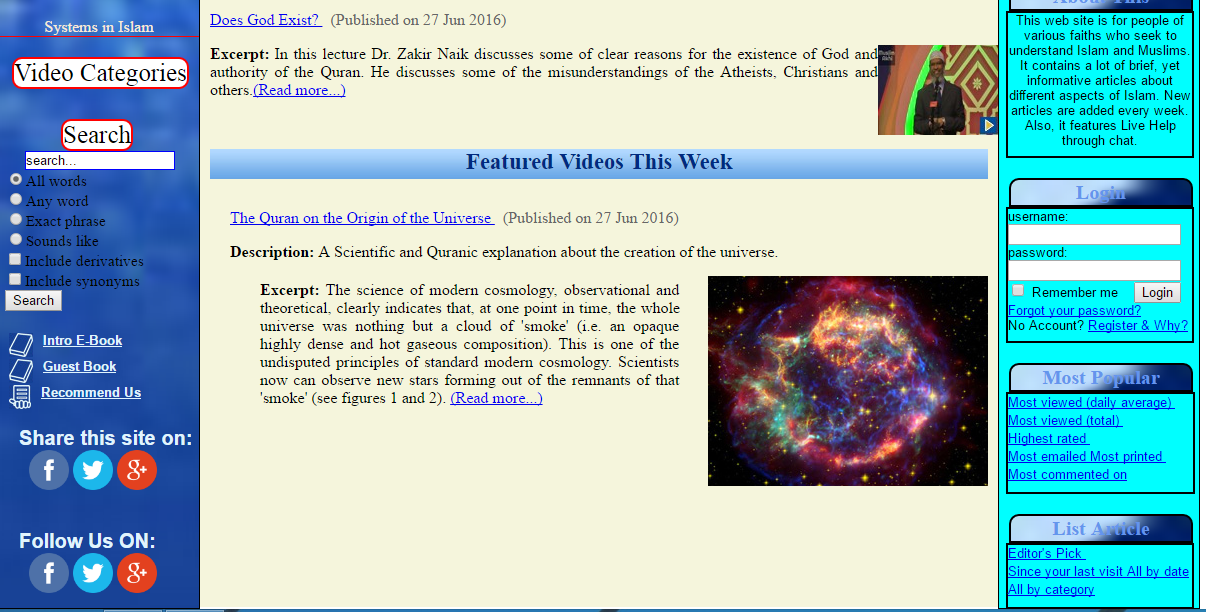 Systems in Islam
Video Categories
Search
search...
All words
Any word
Exact phrase
Sounds like
Include derivatives
Include synonyms
Search
Intro E-Book
Guest Book
Recommend Us
Share this site on:
f
g+
Follow Us ON:
f
g+
Does God Exist? (Published on 27 Jun 2016)
Excerpt: In this lecture Dr. Zakir Naik discusses some of clear reasons for the existence of God and
authority of the Quran. He discusses some of the misunderstandings of the Atheists, Christians and
others.(Read more...)
Featured Videos This Week
The Quran on the Origin of the Universe (Published on 27 Jun 2016)
Description: A Scientific and Quranic explanation about the creation of the universe.
Excerpt: The science of modern cosmology, observational and
theoretical, clearly indicates that, at one point in time, the whole
universe was nothing but a cloud of 'smoke' (i.e. an opaque
highly dense and hot gaseous composition). This is one of the
undisputed principles of standard modern cosmology. Scientists
now can observe new stars forming out of the remnants of that
'smoke' (see figures 1 and 2). (Read more...)
About This
This web site is for people of
various faiths who seek to
understand Islam and Muslims.
It contains a lot of brief, yet
informative articles about
different aspects of Islam. New
articles are added every week.
Also, it features Live Help
through chat.
Login
username:
password:
Remember me Login
Forgot your password?
No Account? Register & Why?
Most Popular
Most viewed (daily average)
Most viewed (total)
Highest rated
Most emailed Most printed
Most commented on
List Article
Editor's Pick
Since your last visit All by date
All by category